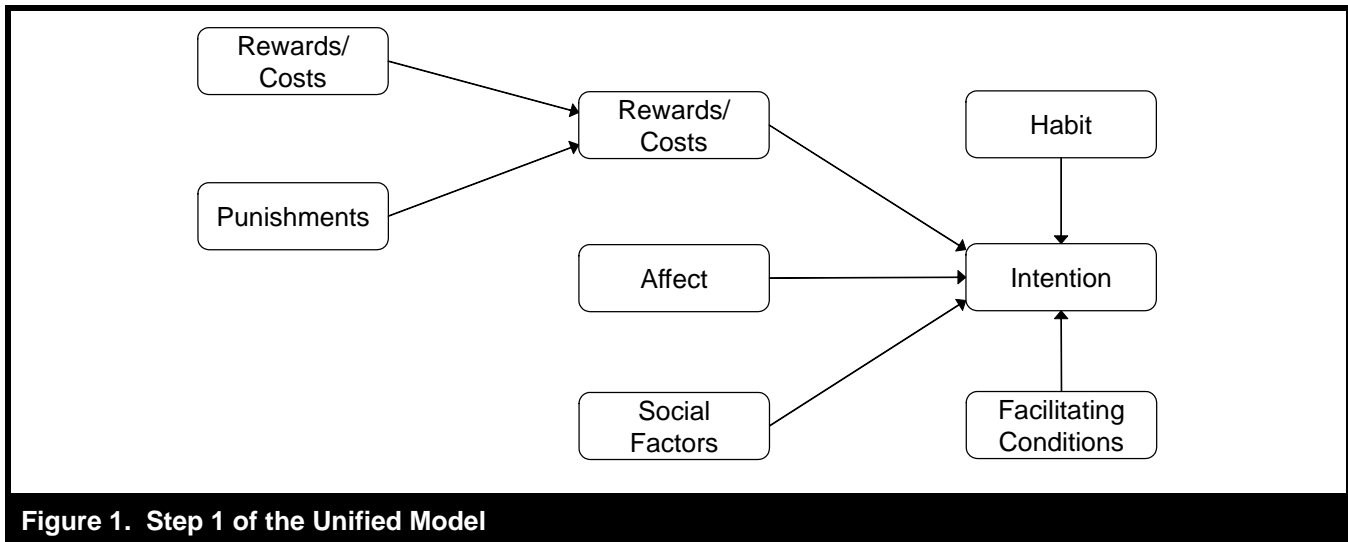 Rewards/
Costs
Rewards/
Costs
Habit
Punishments
Affect
Intention
Social
Factors
Facilitating
Conditions
Figure 1. Step 1 of the Unified Model